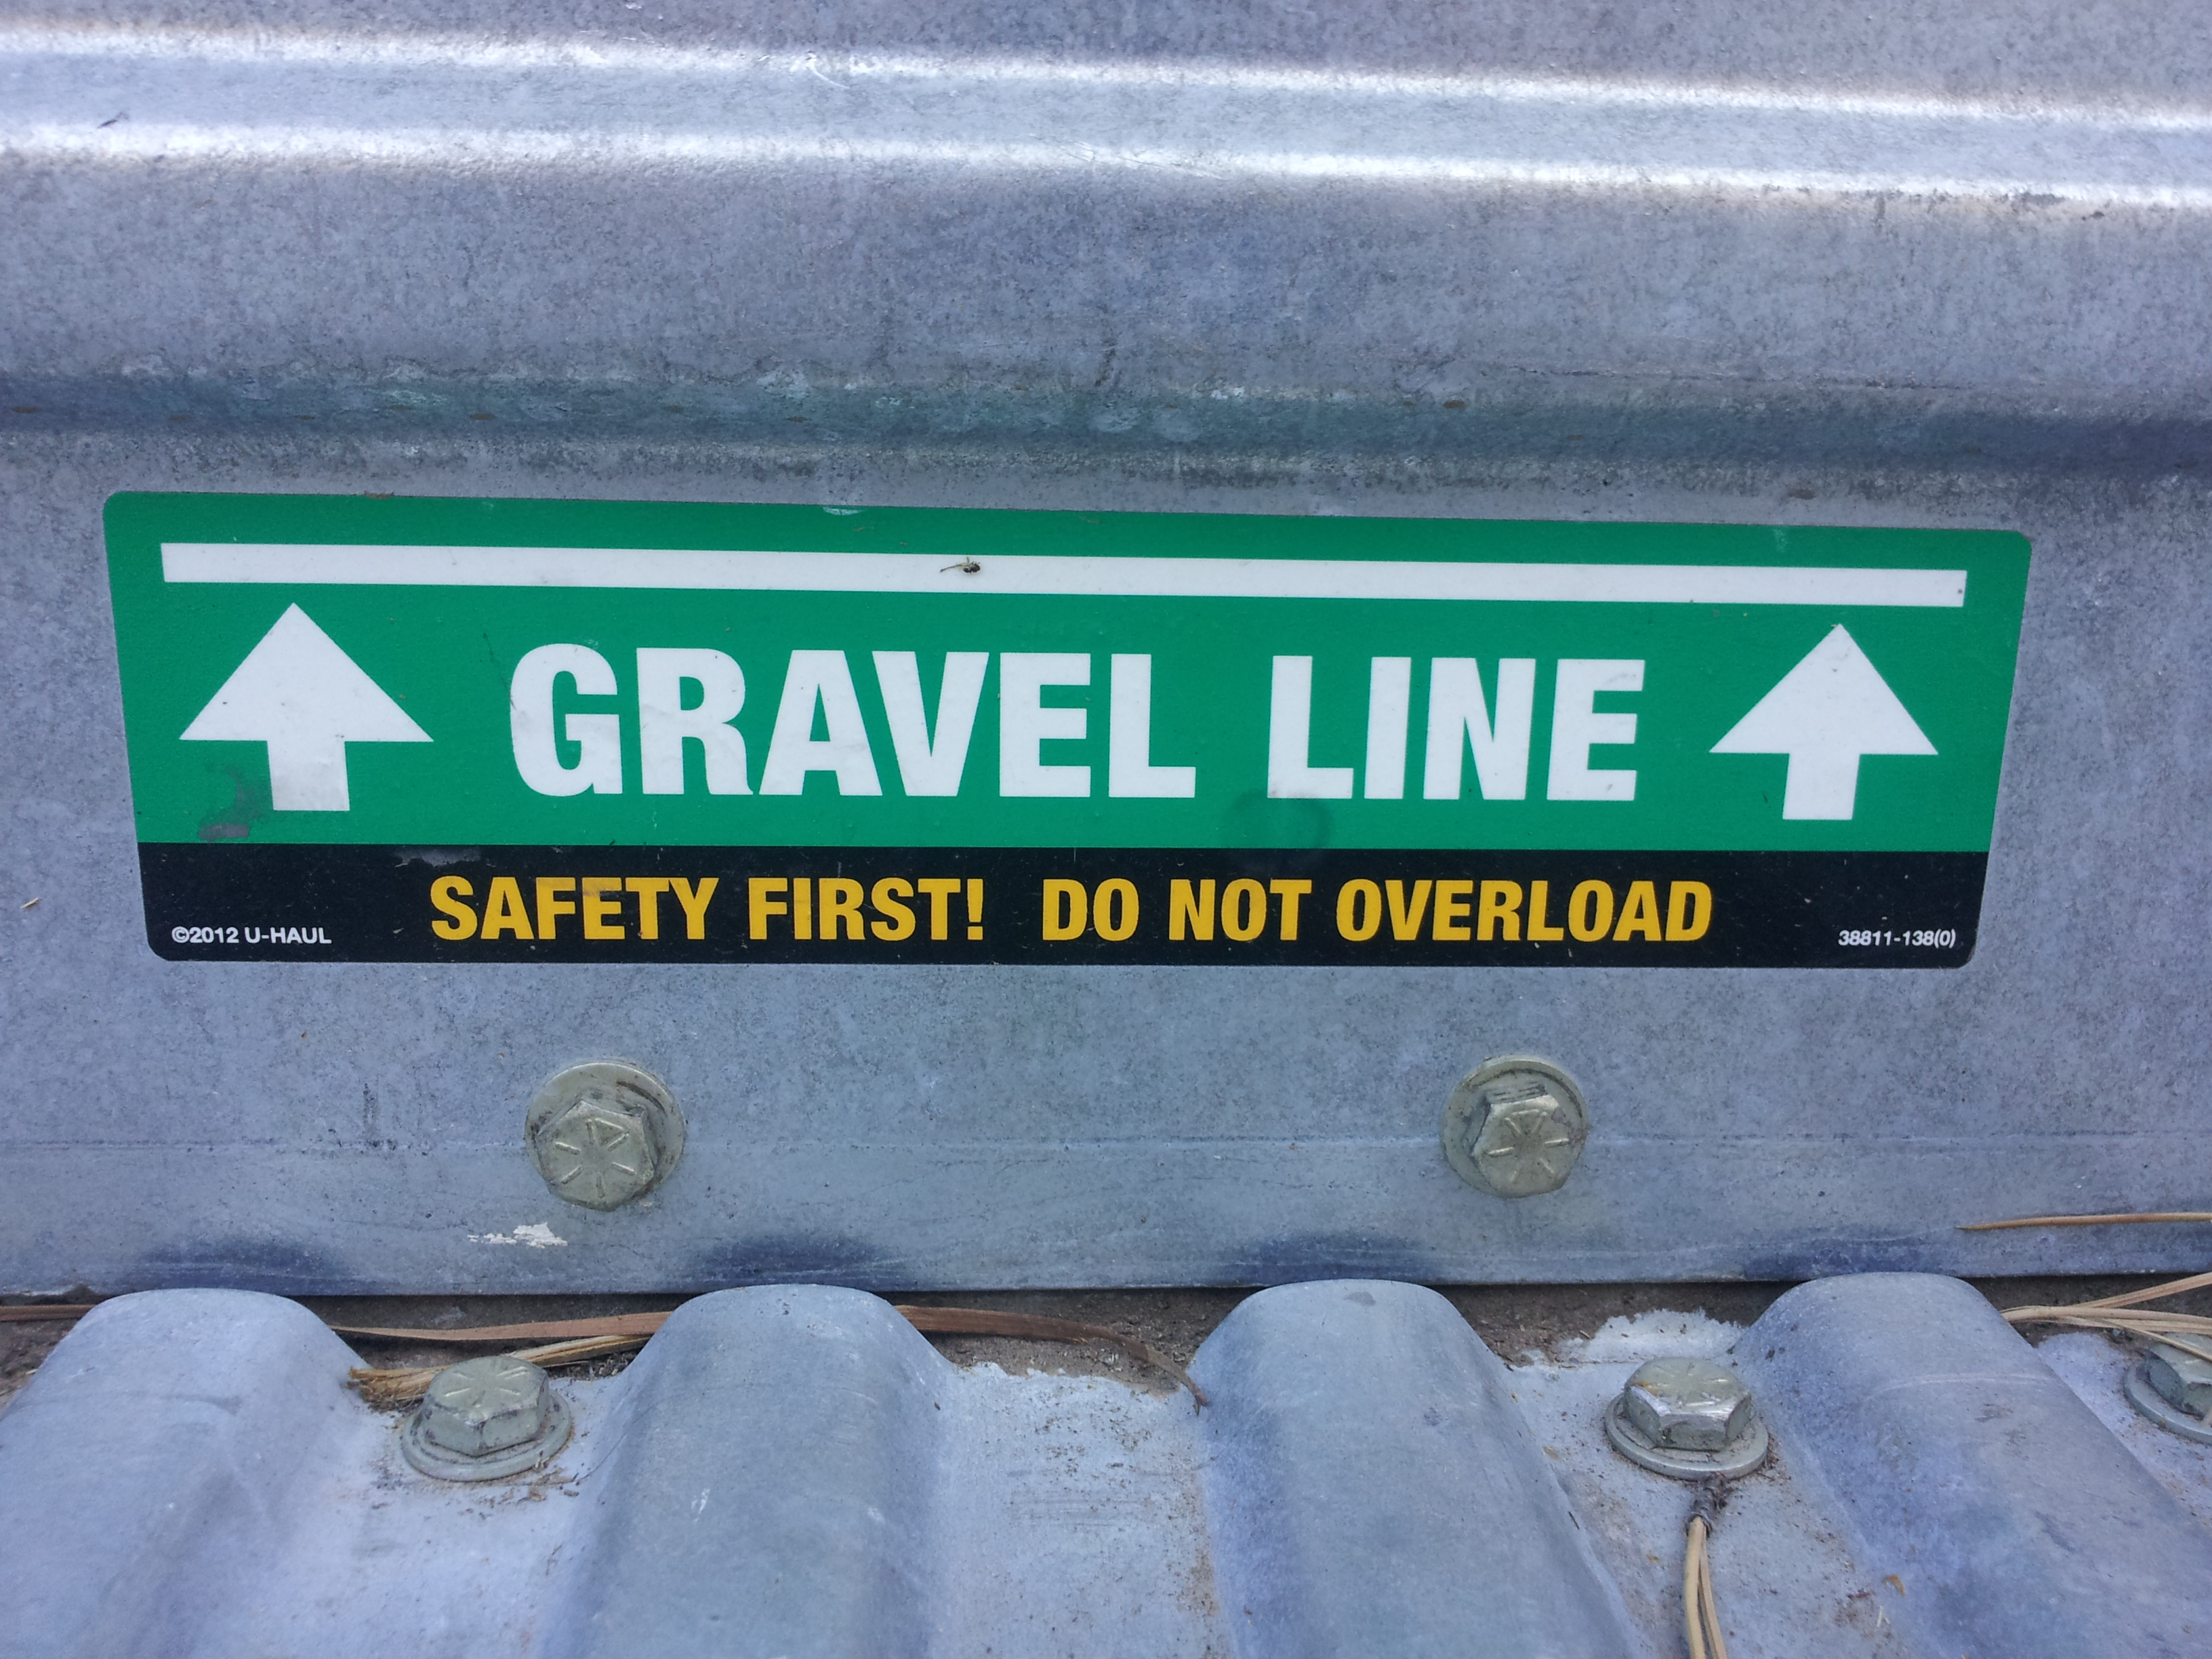 GRAVEL LINE
SAFETY FIRST! DO NOT OVERLOAD
©2012 U-HAUL
38811-138(0)